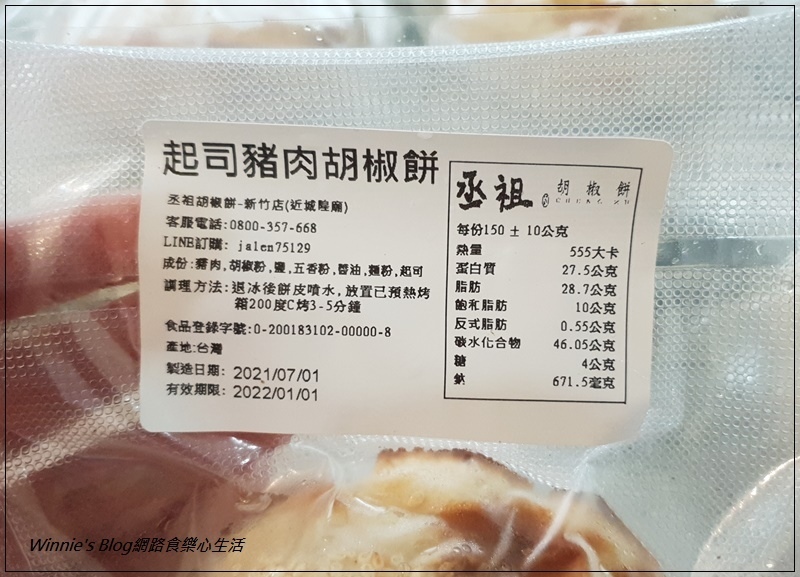 起司豬肉胡椒餅
丞祖胡椒餅-新竹店(近城隍廟)
客服電話:0800-357-668
LINE訂購: jalen75129
成份:豬肉,胡椒粉,鹽,五香粉,醬油,麵粉,起司
調理方法:退冰後餅皮噴水,放置已預熱烤
箱200度C烤3-5分鐘
食品登錄字號:0-200183102-00000-8
產地:台灣
製造日期: 2021/07/01
有效期限: 2022/01/01
丞祖 胡椒餅
CHENG ZU
每份150 ± 10公克
熱量 555大卡
蛋白質 27.5公克
脂肪 28.7公克
飽和脂肪 10公克
反式脂肪 0.55公克
碳水化合物 46.05公克
糖 4公克
鈉 671.5毫克
Winnie's Blog網路食樂心生活